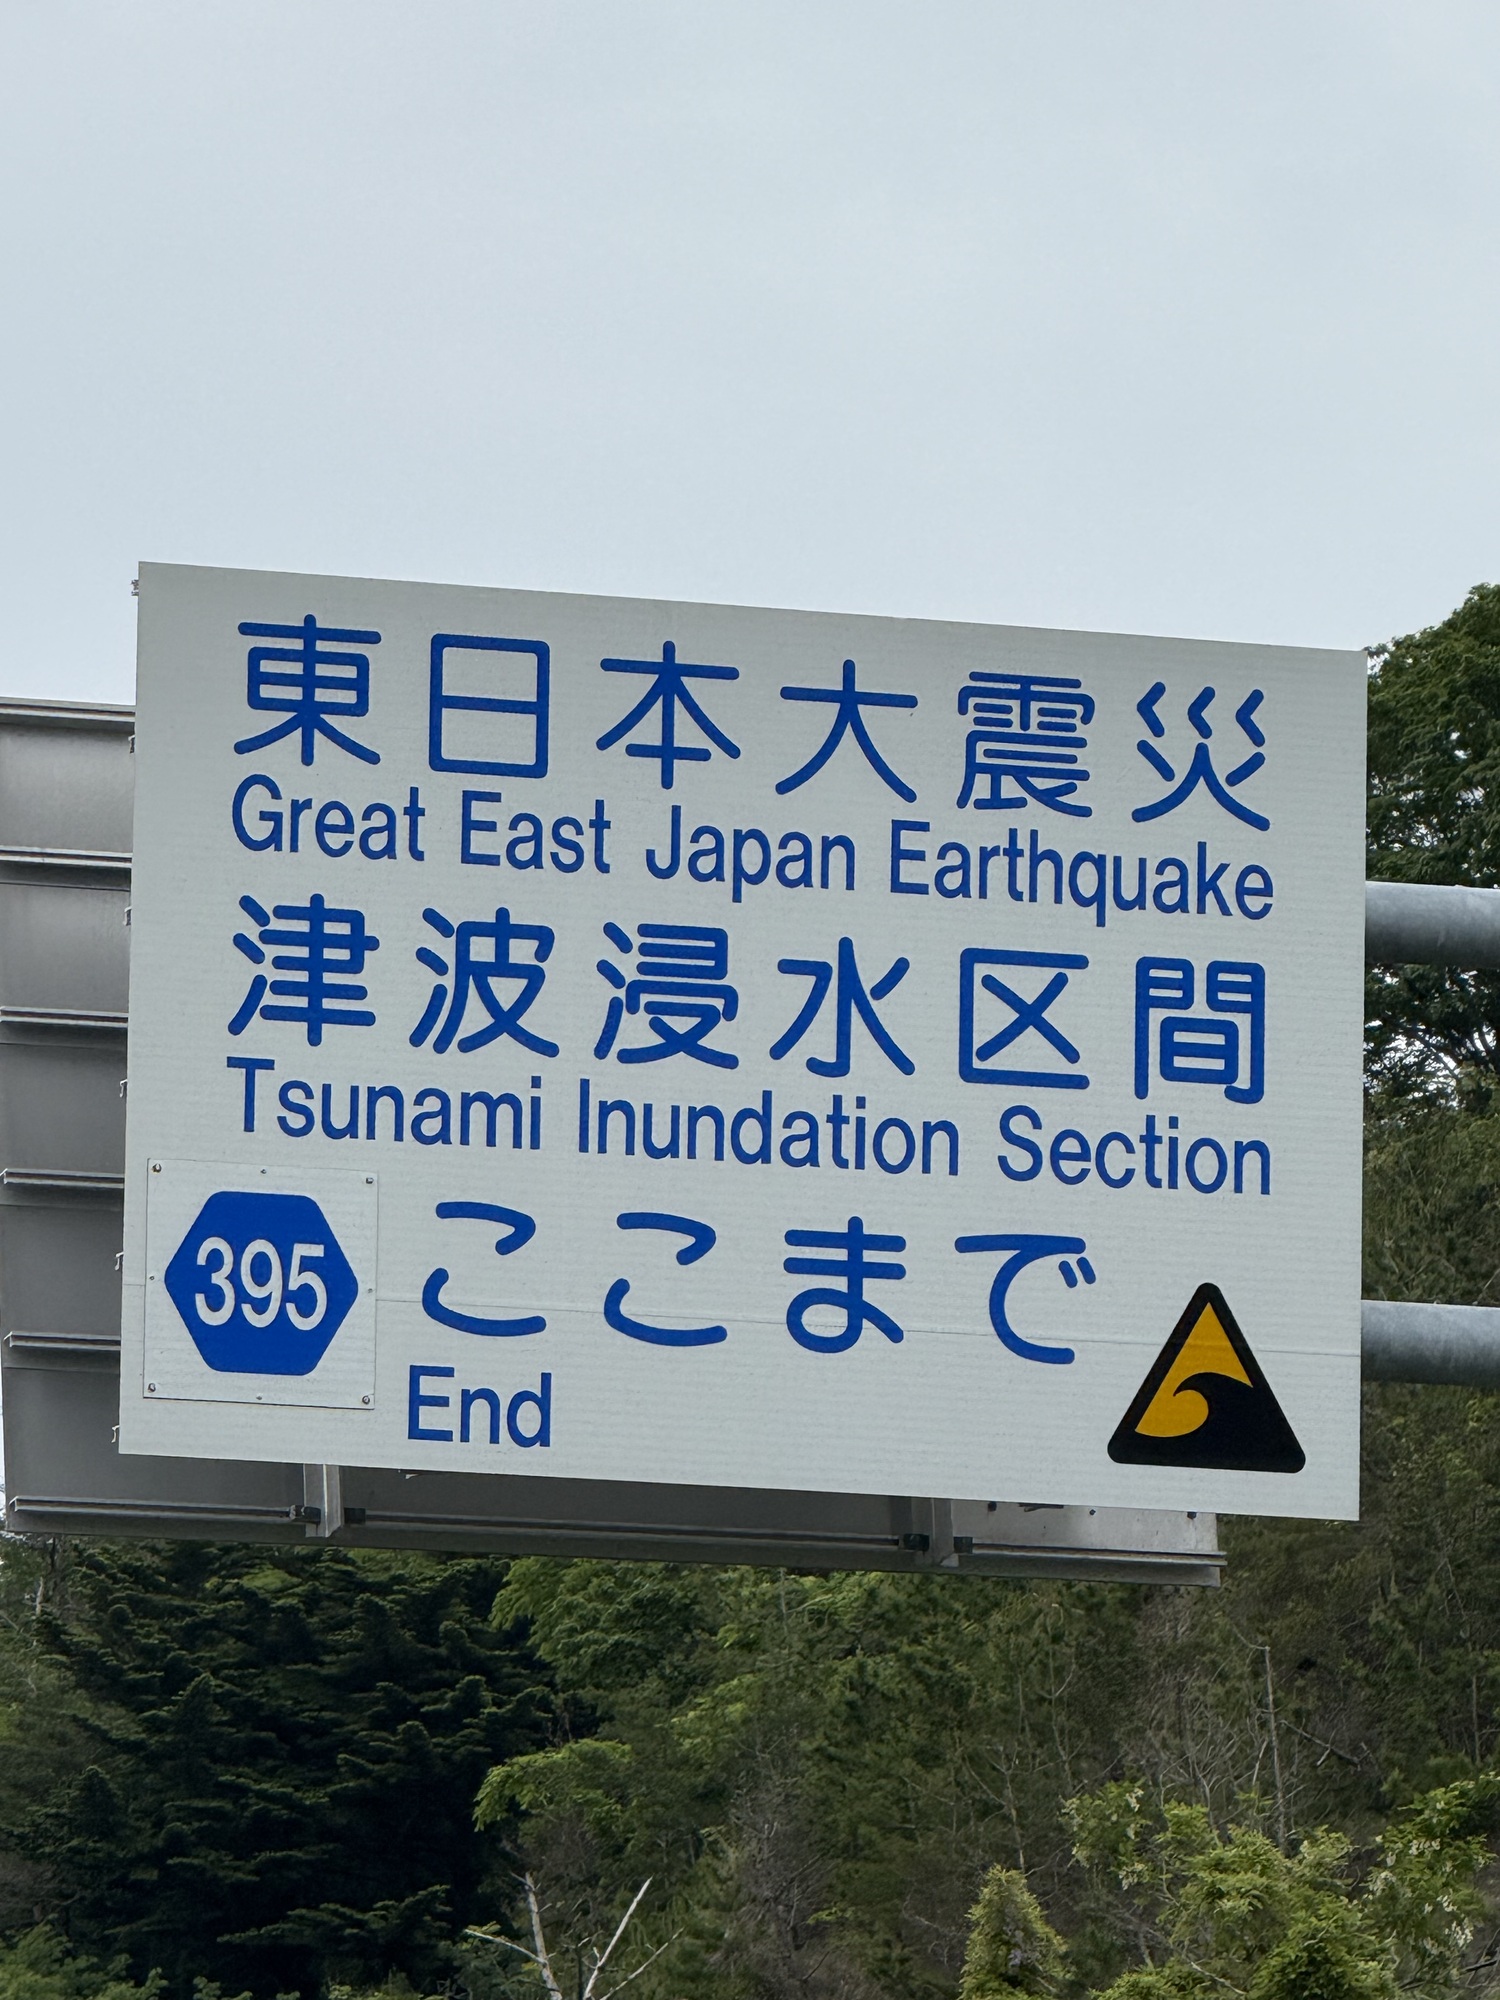 東日本大震災
Great East Japan Earthquake
津波浸水区間
Tsunami Inundation Section
395
ここまで
End